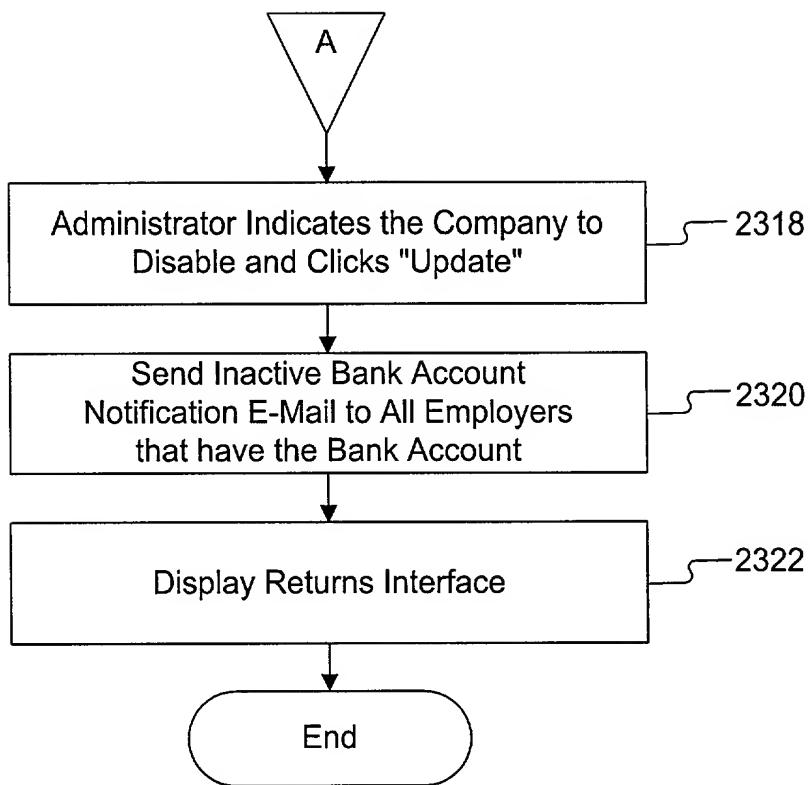 A
Administrator Indicates the Company to
Disable and Clicks "Update"
2318
Send Inactive Bank Account
Notification E-Mail to All Employers
that have the Bank Account
2320
Display Returns Interface
2322
End